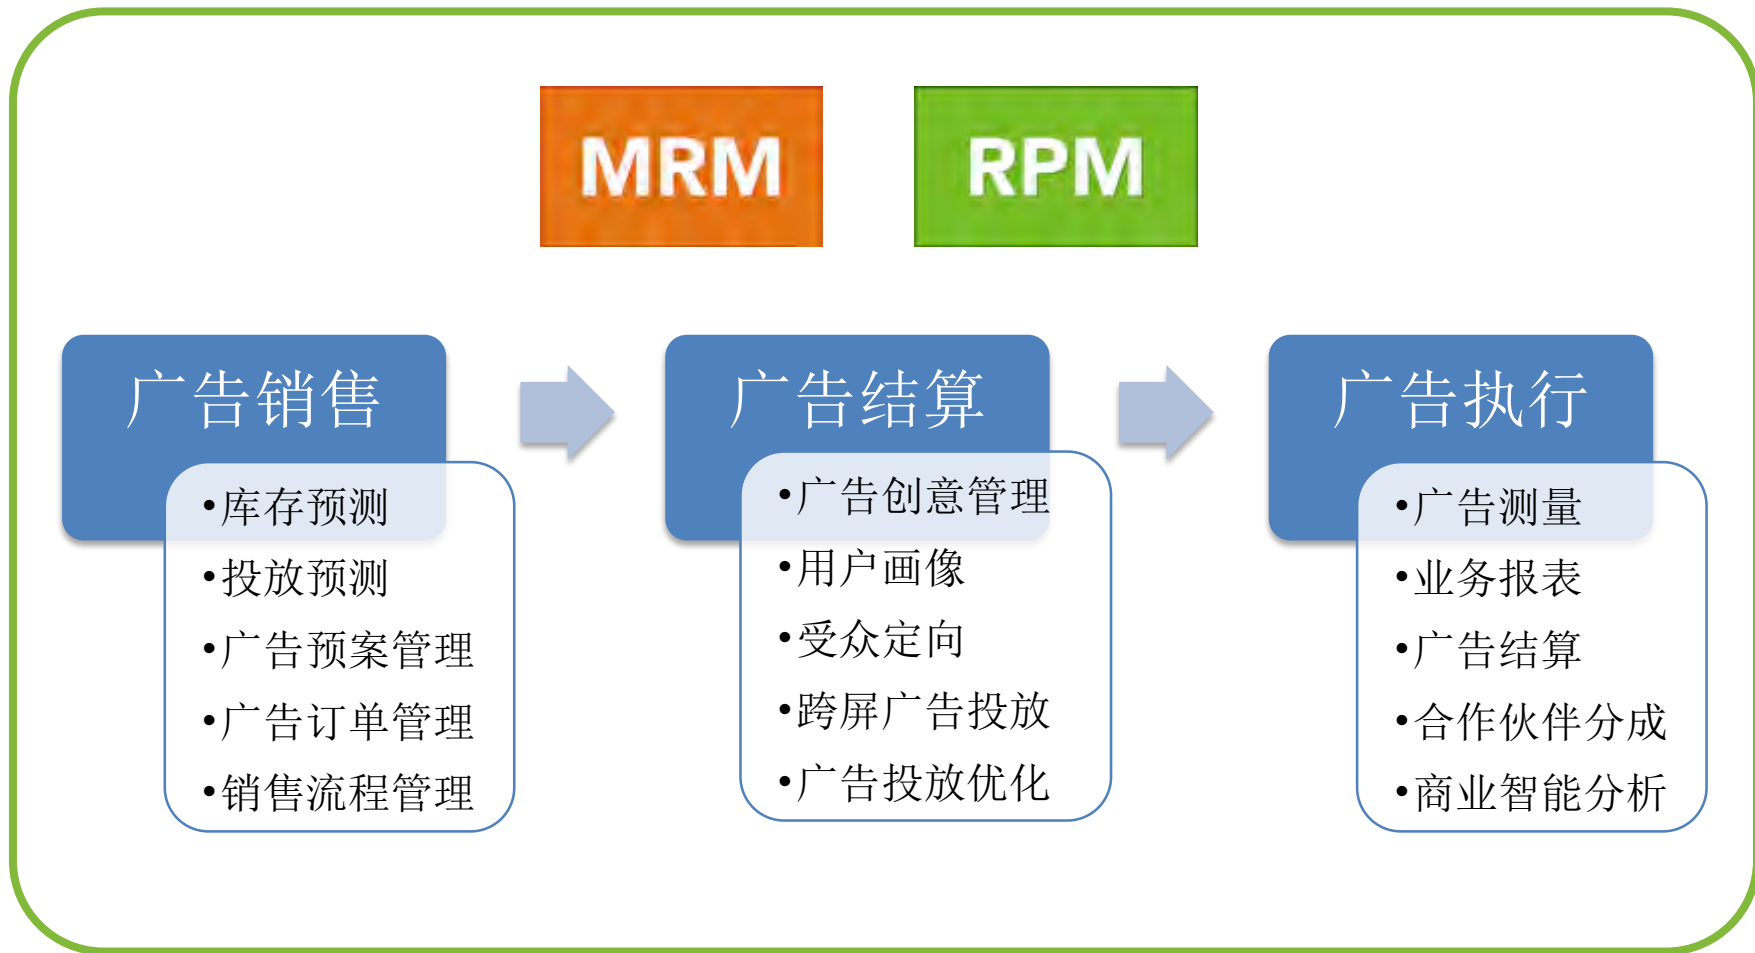 MRM
RPM
广告销售
•库存预测
•投放预测
•广告预案管理
•广告订单管理
•销售流程管理
广告结算
•广告创意管理
•用户画像
•受众定向
•跨屏广告投放
•广告投放优化
广告执行
•广告测量
•业务报表
•广告结算
•合作伙伴分成
•商业智能分析